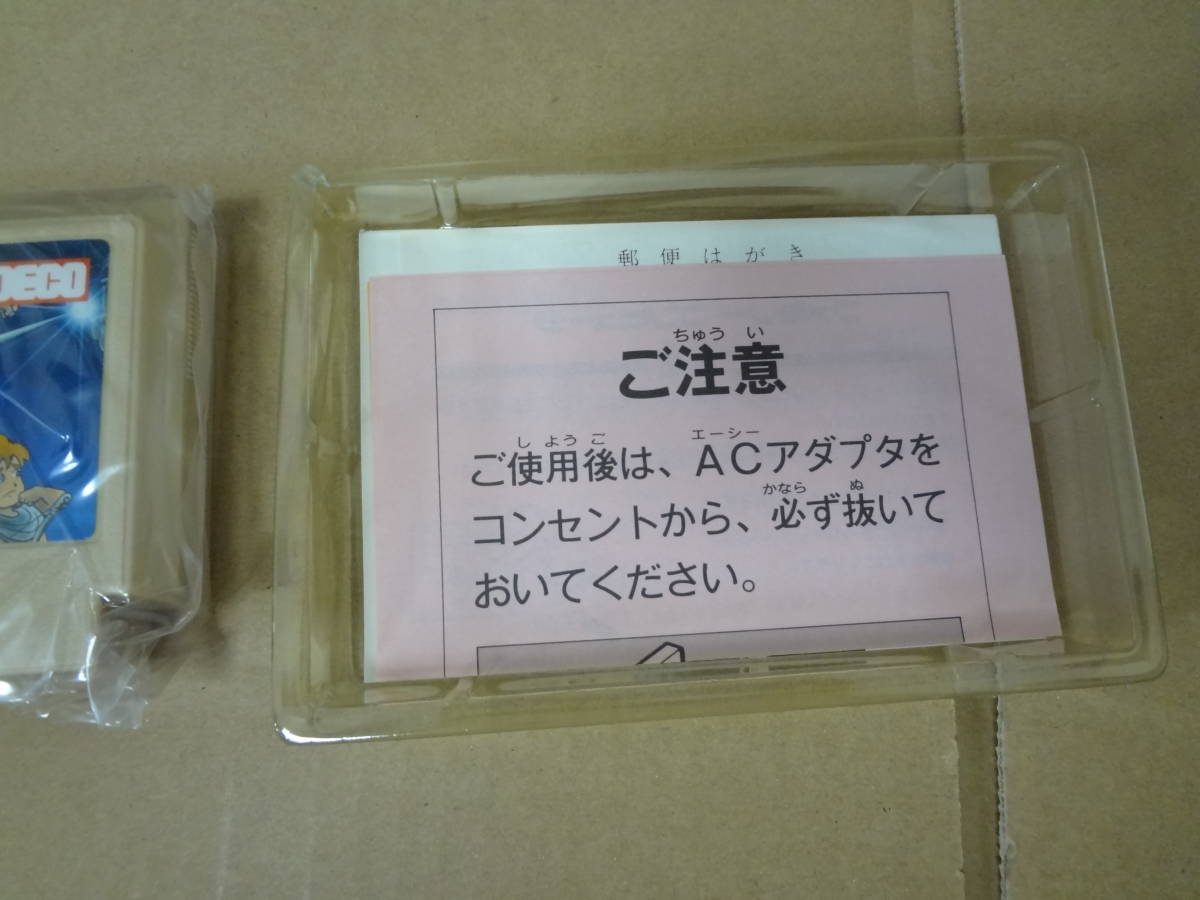 DECO
郵便はがき
ちゅう い
ご注意
し よう ご エーシー
ご使用後は、ACアダプタを
かなら ぬ
コンセントから、必ず抜いて
おいてください。